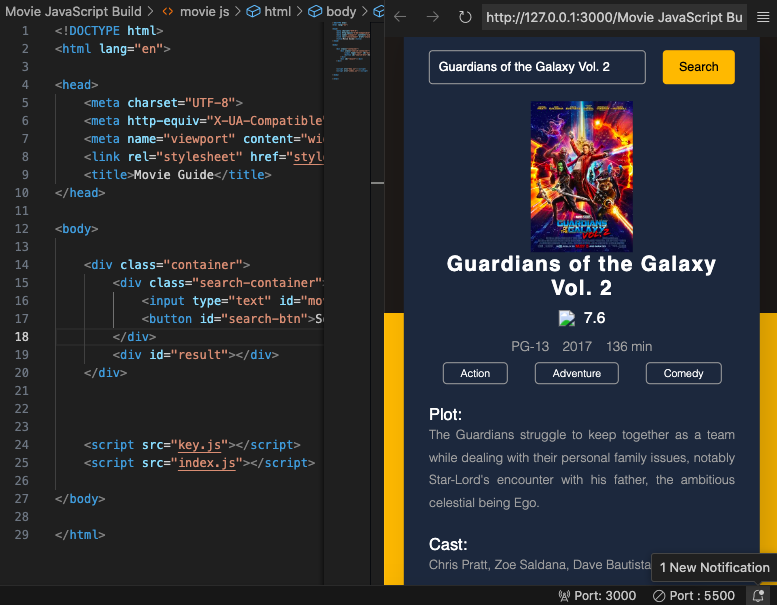 Movie JavaScript Build > <> movie js > html > body >
1 <!DOCTYPE html>
2 <html lang="en">
3
4 <head>
5 <meta charset="UTF-8">
6 <meta http-equiv="X-UA-Compatible"
7 <meta name="viewport" content="wi
8 <link rel="stylesheet" href="style
9 <title>Movie Guide</title>
10 </head>
11
12 <body>
13
14 <div class="container">
15 <div class="search-container"
16 <input type="text" id="mo
17 <button id="search-btn">Se
18 </div>
19 <div id="result"></div>
20 </div>
21
22
23
24 <script src="key.js"></script>
25 <script src="index.js"></script>
26
27 </body>
28
29 </html>
http://127.0.0.1:3000/Movie JavaScript Bu
Guardians of the Galaxy Vol. 2
Search
GUARDIANS
OF THE GALAXY
VOL. 2
Guardians of the Galaxy
Vol. 2
7.6
PG-13 2017 136 min
Action Adventure Comedy
Plot:
The Guardians struggle to keep together as a team
while dealing with their personal family issues, notably
Star-Lord's encounter with his father, the ambitious
celestial being Ego.
Cast:
Chris Pratt, Zoe Saldana, Dave Bautista
1 New Notification
Port: 3000 Port : 5500